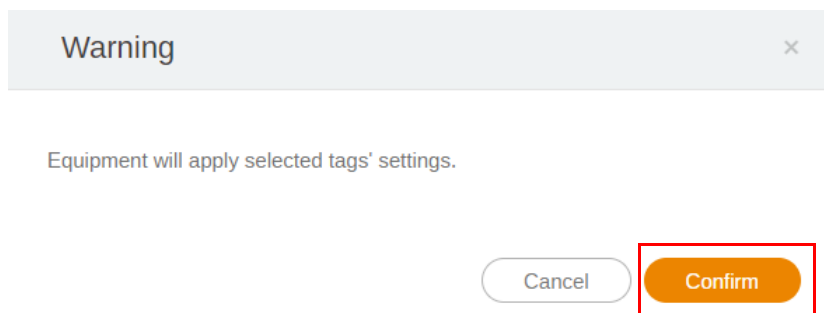 Warning
×
Equipment will apply selected tags' settings.
Cancel
Confirm